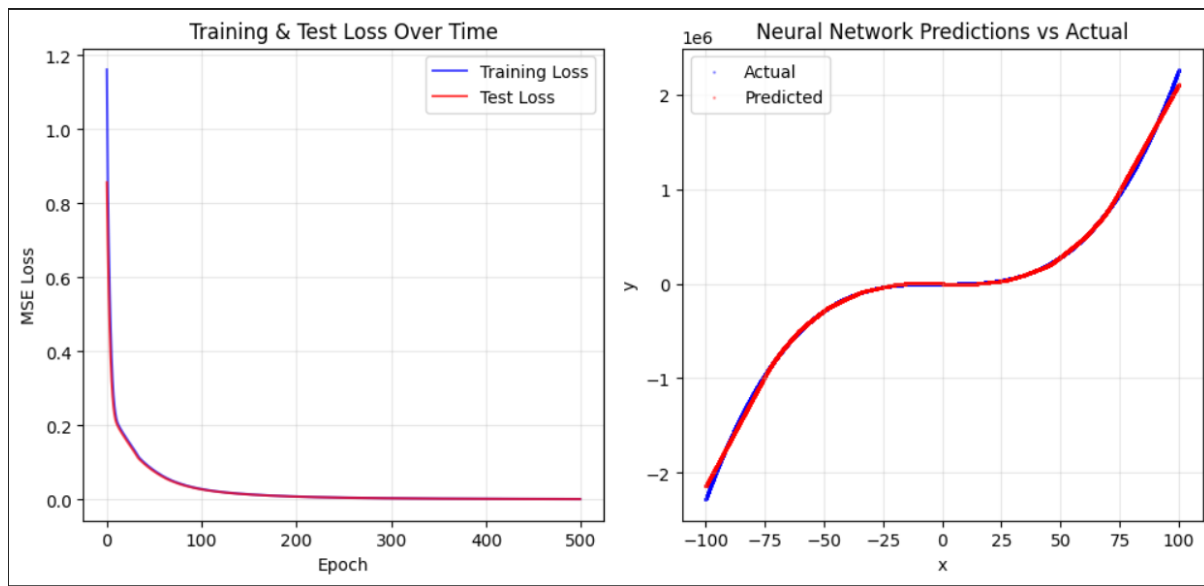 Training & Test Loss Over Time
1.2
1.0
0.8
0.6
0.4
0.2
0.0
MSE Loss
Training Loss
Test Loss
0 100 200 300 400 500
Epoch
Neural Network Predictions vs Actual
1e6
2
1
0
−1
−2
y
Actual
Predicted
−100 −75 −50 −25 0 25 50 75 100
x